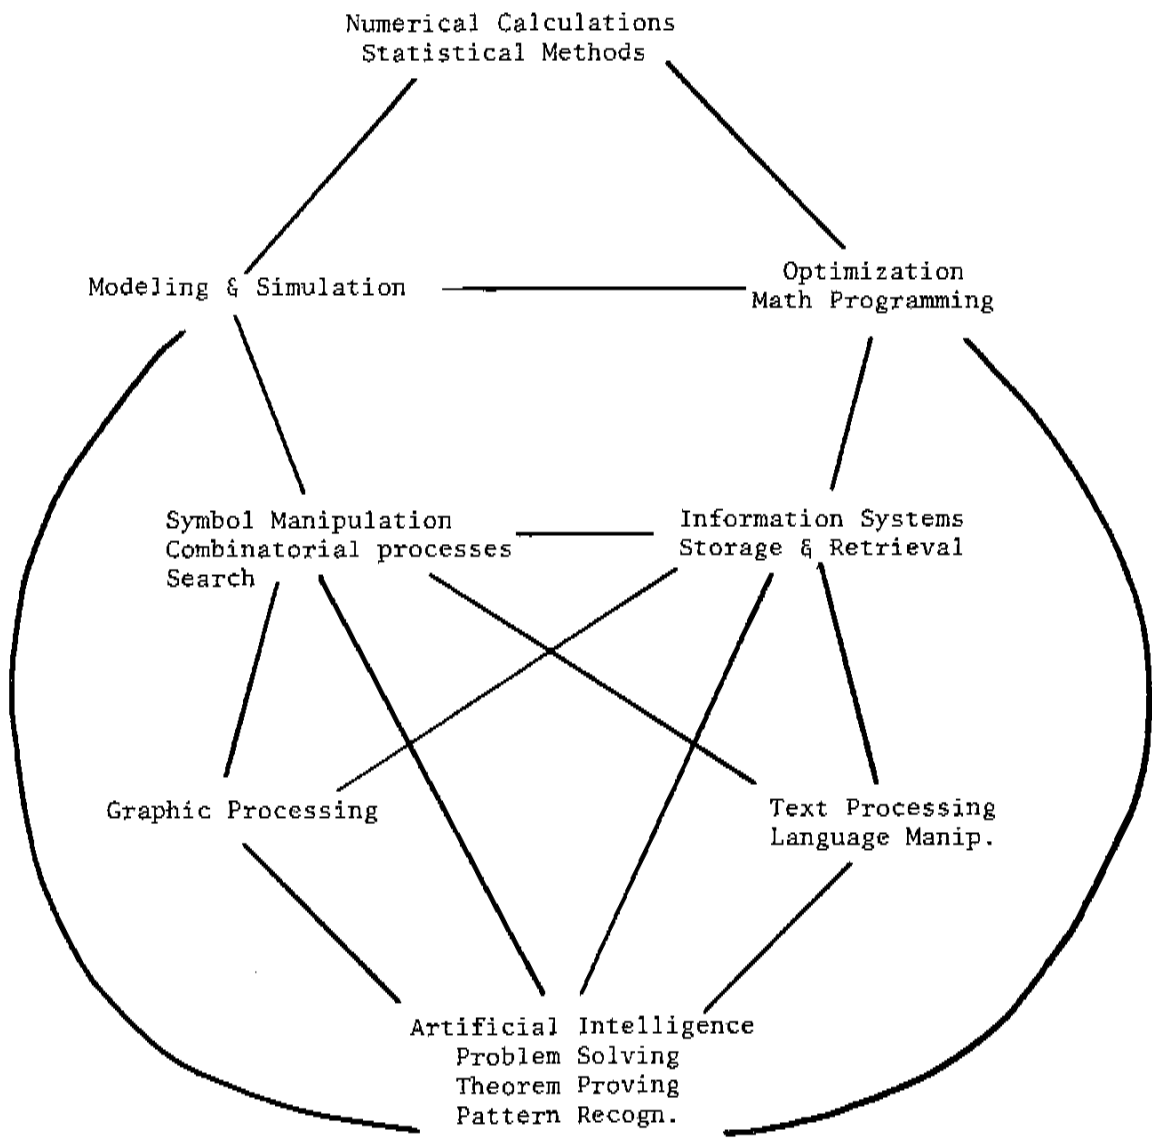 Numerical Calculations
Statistical Methods
Modeling & Simulation
Optimization
Math Programming
Symbol Manipulation
Combinatorial processes
Search
Information Systems
Storage & Retrieval
Graphic Processing
Text Processing
Language Manip.
Artificial Intelligence
Problem Solving
Theorem Proving
Pattern Recogn.